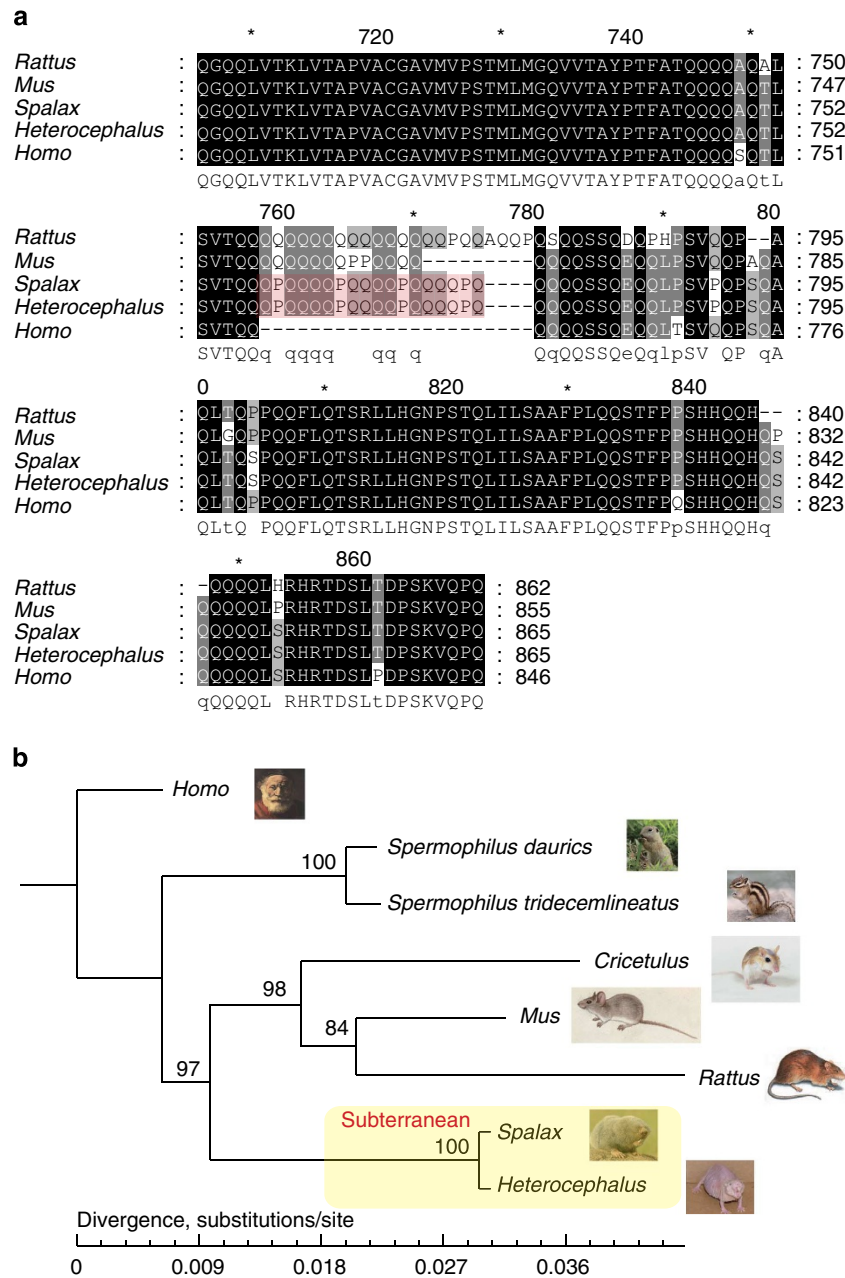 a
* 720 * 740 *
Rattus : QGQQLVTKLVTAPVACGAVMVPSTMLMGQVVTAYPTFATQQQQAQAL : 750
Mus : QGQQLVTKLVTAPVACGAVMVPSTMLMGQVVTAYPTFATQQQQAQTL : 747
Spalax : QGQQLVTKLVTAPVACGAVMVPSTMLMGQVVTAYPTFATQQQQAQTL : 752
Heterocephalus : QGQQLVTKLVTAPVACGAVMVPSTMLMGQVVTAYPTFATQQQQAQTL : 752
Homo : QGQQLVTKLVTAPVACGAVMVPSTMLMGQVVTAYPTFATQQQQSQTL : 751
QGQQLVTKLVTAPVACGAVMVPSTMLMGQVVTAYPTFATQQQQaQtL
760 * 780 * 80
Rattus : SVTQQQQQQQQQQQQQQQQQPQQAQQPQSQQSSQDQPHPSVQQP--A : 795
Mus : SVTQQQQQQQQQPPQQQQ---------QQQQSSQEQQLPSVQQPAQA : 785
Spalax : SVTQQQPQQQQPQQQQPQQQQPQ----QQQQSSQEQQLPSVPQPSQA : 795
Heterocephalus : SVTQQQPQQQQPQQQQPQQQQPQ----QQQQSSQEQQLPSVPQPSQA : 795
Homo : SVTQQ----------------------QQQQSSQEQQLTSVQQPSQA : 776
SVTQQq qqqq   qq q         QqQQSSQeQqlpSV QP qA
0 * 820 * 840
Rattus : QLTQPPQQFLQTSRLLHGNPSTQLILSAAFPLQQSTFPPSHHQQH-- : 840
Mus : QLGQPPQQFLQTSRLLHGNPSTQLILSAAFPLQQSTFPPSHHQQHQP : 832
Spalax : QLTQSPQQFLQTSRLLHGNPSTQLILSAAFPLQQSTFPPSHHQQHQS : 842
Heterocephalus : QLTQSPQQFLQTSRLLHGNPSTQLILSAAFPLQQSTFPPSHHQQHQS : 842
Homo : QLTQPPQQFLQTSRLLHGNPSTQLILSAAFPLQQSTFPQSHHQQHQS : 823
QLtQ PQQFLQTSRLLHGNPSTQLILSAAFPLQQSTFPpSHHQQHq
* 860
Rattus : -QQQQLHRHRTDSLTDPSKVQPQ : 862
Mus : QQQQQLPRHRTDSLTDPSKVQPQ : 855
Spalax : QQQQQLSRHRTDSLTDPSKVQPQ : 865
Heterocephalus : QQQQQLSRHRTDSLTDPSKVQPQ : 865
Homo : QQQQQLSRHRTDSLPDPSKVQPQ : 846
qQQQQL RHRTDSLtDPSKVQPQ
b
Homo
Spermophilus daurics
100
Spermophilus tridecemlineatus
Cricetulus
98
Mus
84
97
Rattus
Subterranean
Spalax
100
Heterocephalus
Divergence, substitutions/site
0 0.009 0.018 0.027 0.036